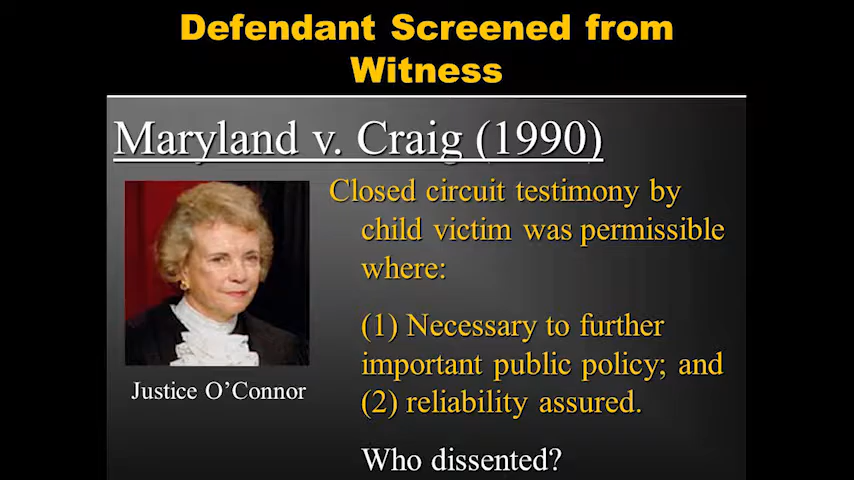 Defendant Screened from
Witness
Maryland v. Craig (1990)
Closed circuit testimony by
child victim was permissible
where:
(1) Necessary to further
important public policy; and
(2) reliability assured.
Justice O’Connor
Who dissented?